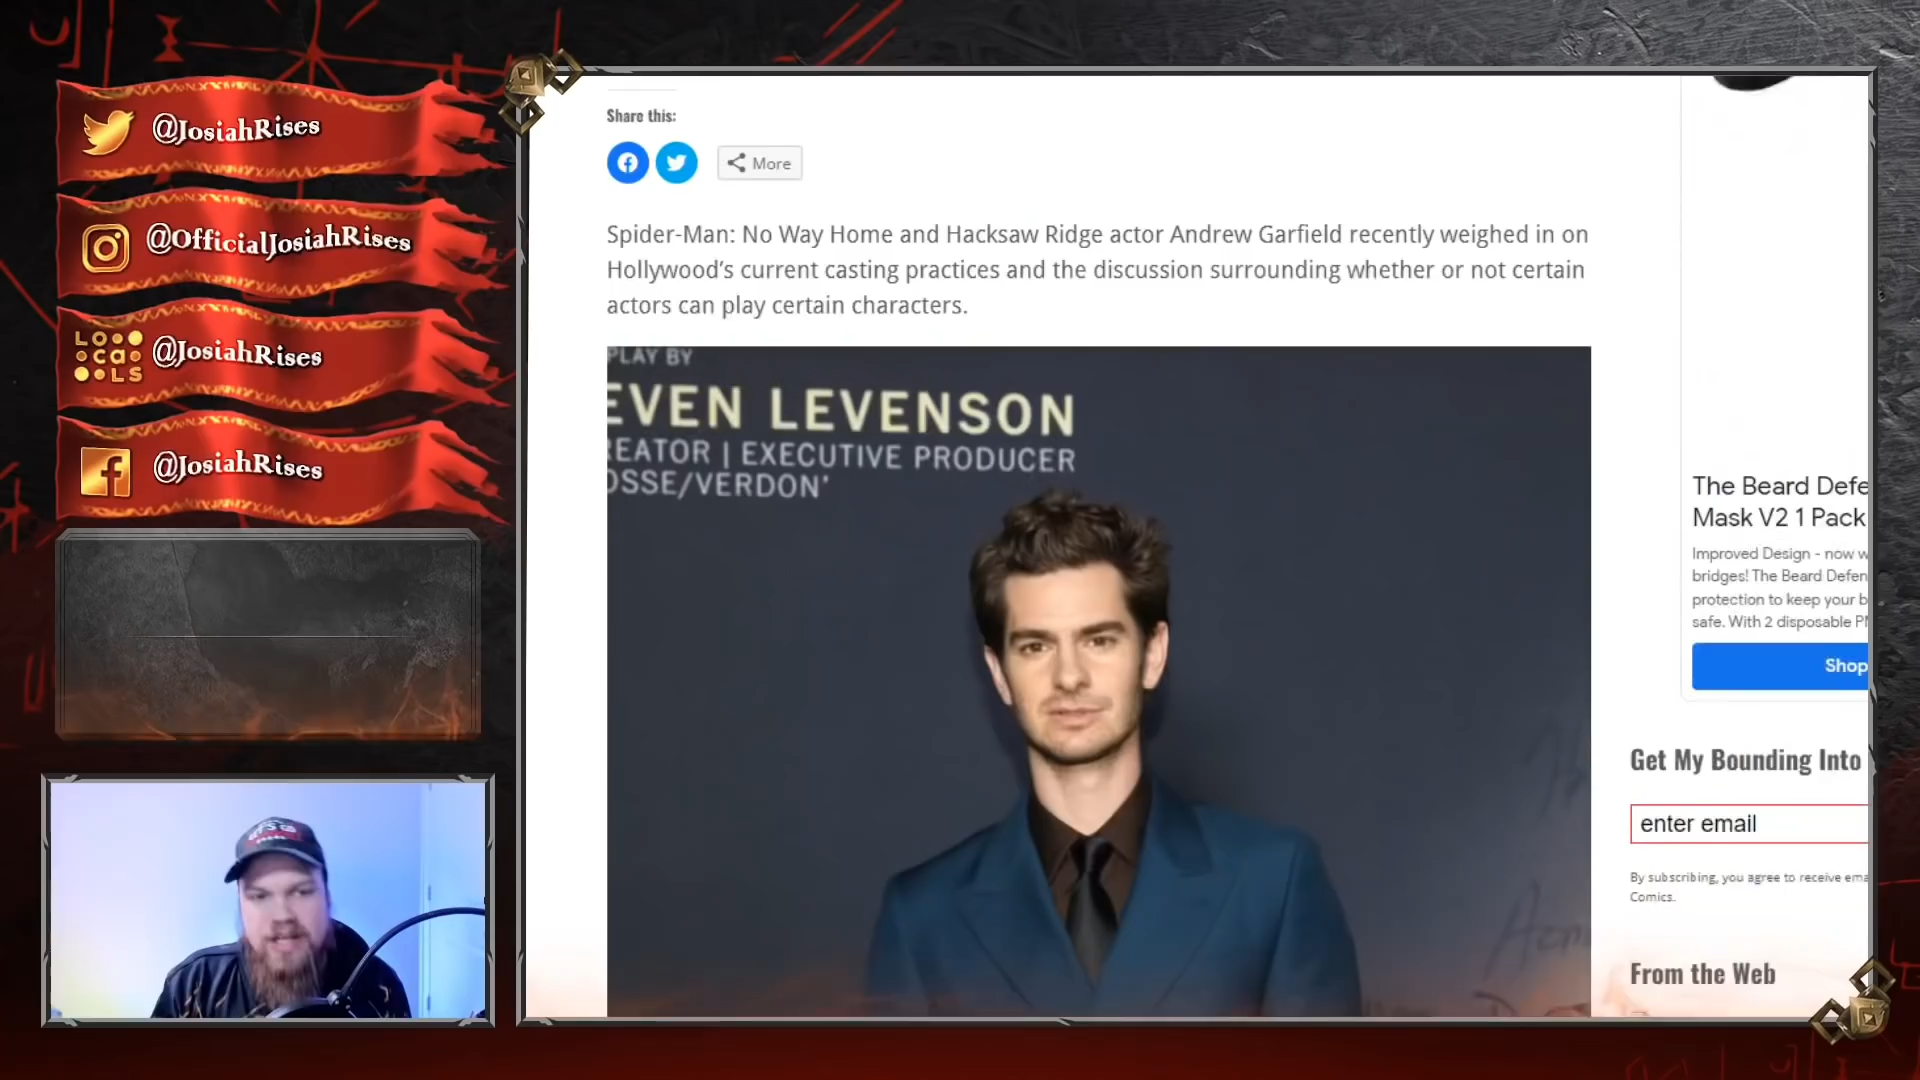 @JosiahRises
@OfficialJosiahRises
LO
ca
LS
@JosiahRises
@JosiahRises
Share this:
More
Spider-Man: No Way Home and Hacksaw Ridge actor Andrew Garfield recently weighed in on
Hollywood's current casting practices and the discussion surrounding whether or not certain
actors can play certain characters.
PLAY BY
EVEN LEVENSON
REATOR | EXECUTIVE PRODUCER
OSSE/VERDON'
The Beard Defe
Mask V2 1 Pack
Improved Design - now w
bridges! The Beard Defen
protection to keep your b
safe. With 2 disposable P
Shop
Get My Bounding Into
enter email
By subscribing, you agree to receive ema
Comics.
From the Web